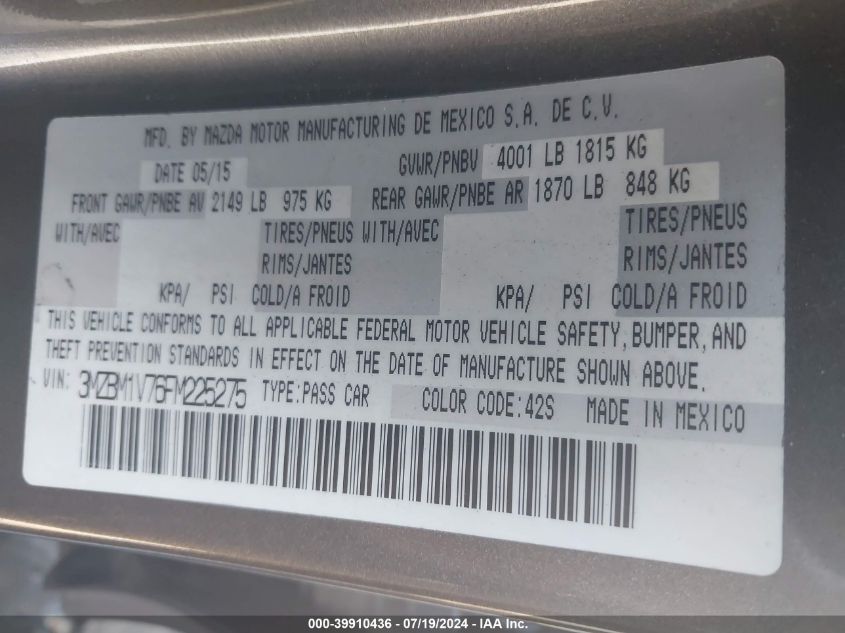 MFD. BY MAZDA MOTOR MANUFACTURING DE MEXICO S.A. DE C.V.
DATE 05/15 GVWR/PNBV 4001 LB 1815 KG
FRONT GAWR/PNBE AV 2149 LB 975 KG REAR GAWR/PNBE AR 1870 LB 848 KG
WITH/AVEC TIRES/PNEUS WITH/AVEC TIRES/PNEUS
RIMS/JANTES RIMS/JANTES
KPA/ PSI COLD/A FROID KPA/ PSI COLD/A FROID
THIS VEHICLE CONFORMS TO ALL APPLICABLE FEDERAL MOTOR VEHICLE SAFETY, BUMPER, AND
THEFT PREVENTION STANDARDS IN EFFECT ON THE DATE OF MANUFACTURE SHOWN ABOVE.
VIN: 3MZBM1V76FM225275 TYPE:PASS CAR COLOR CODE:42S MADE IN MEXICO
000-39910436 - 07/19/2024 - IAA Inc.